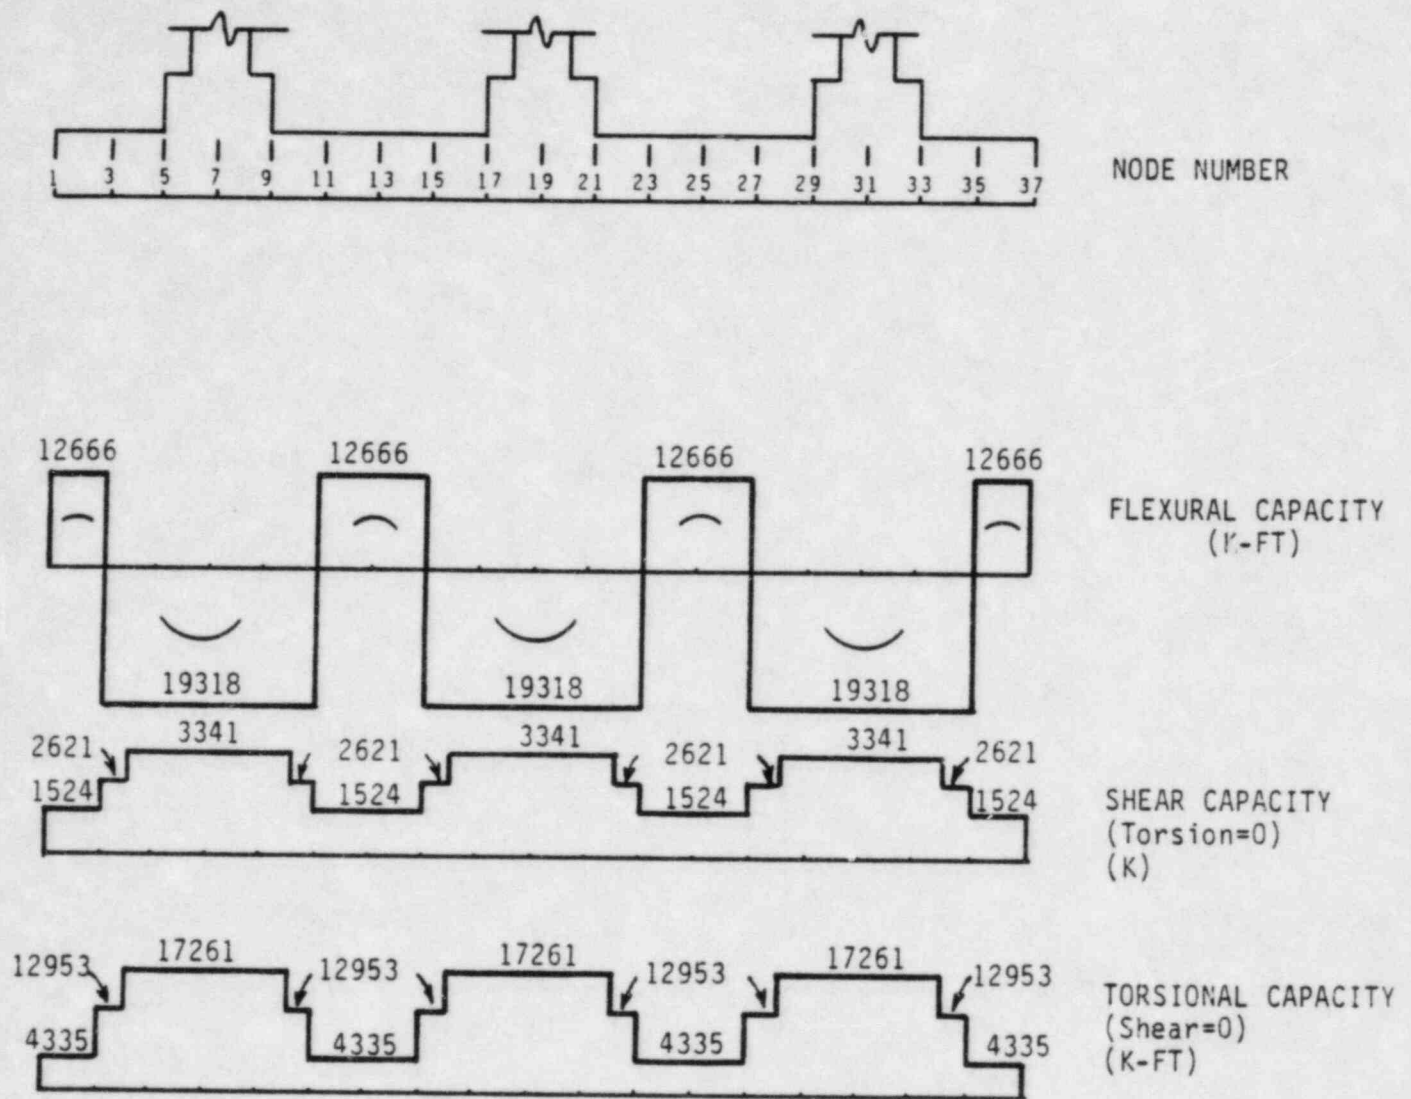 1 3 5 7 9 11 13 15 17 19 21 23 25 27 29 31 33 35 37
NODE NUMBER
12666 12666 12666 12666
FLEXURAL CAPACITY
(K-FT)
19318 19318 19318
2621 3341 2621 3341 2621 3341 2621
1524 1524 1524 1524
SHEAR CAPACITY
(Torsion=0)
(K)
12953 17261 12953 17261 12953 17261 12953
4335 4335 4335 4335
TORSIONAL CAPACITY
(Shear=0)
(K-FT)